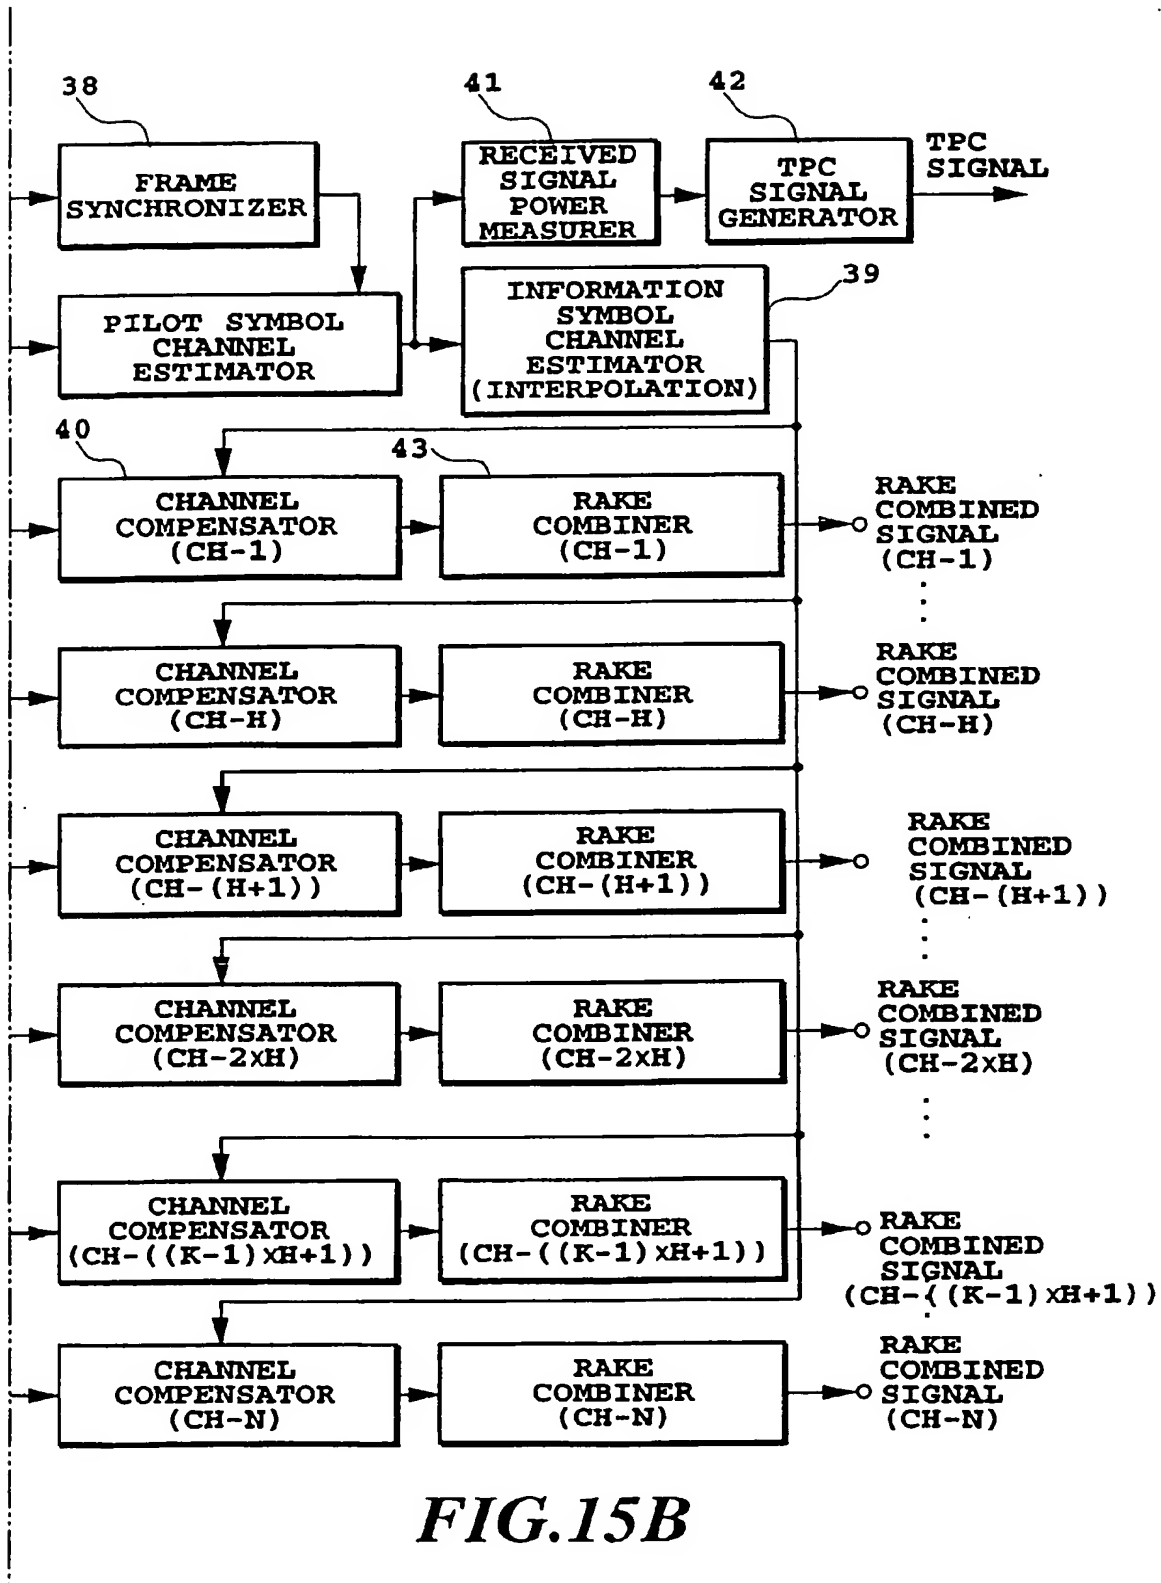 38
41
42
FRAME
SYNCHRONIZER
RECEIVED
SIGNAL
POWER
MEASURER
TPC
SIGNAL
GENERATOR
TPC
SIGNAL
PILOT SYMBOL
CHANNEL
ESTIMATOR
INFORMATION
SYMBOL
CHANNEL
ESTIMATOR
(INTERPOLATION)
39
40
43
CHANNEL
COMPENSATOR
(CH-1)
RAKE
COMBINER
(CH-1)
RAKE
COMBINED
SIGNAL
(CH-1)
CHANNEL
COMPENSATOR
(CH-H)
RAKE
COMBINER
(CH-H)
RAKE
COMBINED
SIGNAL
(CH-H)
CHANNEL
COMPENSATOR
(CH-(H+1))
RAKE
COMBINER
(CH-(H+1))
RAKE
COMBINED
SIGNAL
(CH-(H+1))
CHANNEL
COMPENSATOR
(CH-2xH)
RAKE
COMBINER
(CH-2xH)
RAKE
COMBINED
SIGNAL
(CH-2xH)
CHANNEL
COMPENSATOR
(CH-((K-1)xH+1))
RAKE
COMBINER
(CH-((K-1)xH+1))
RAKE
COMBINED
SIGNAL
(CH-((K-1)xH+1))
CHANNEL
COMPENSATOR
(CH-N)
RAKE
COMBINER
(CH-N)
RAKE
COMBINED
SIGNAL
(CH-N)
FIG.15B